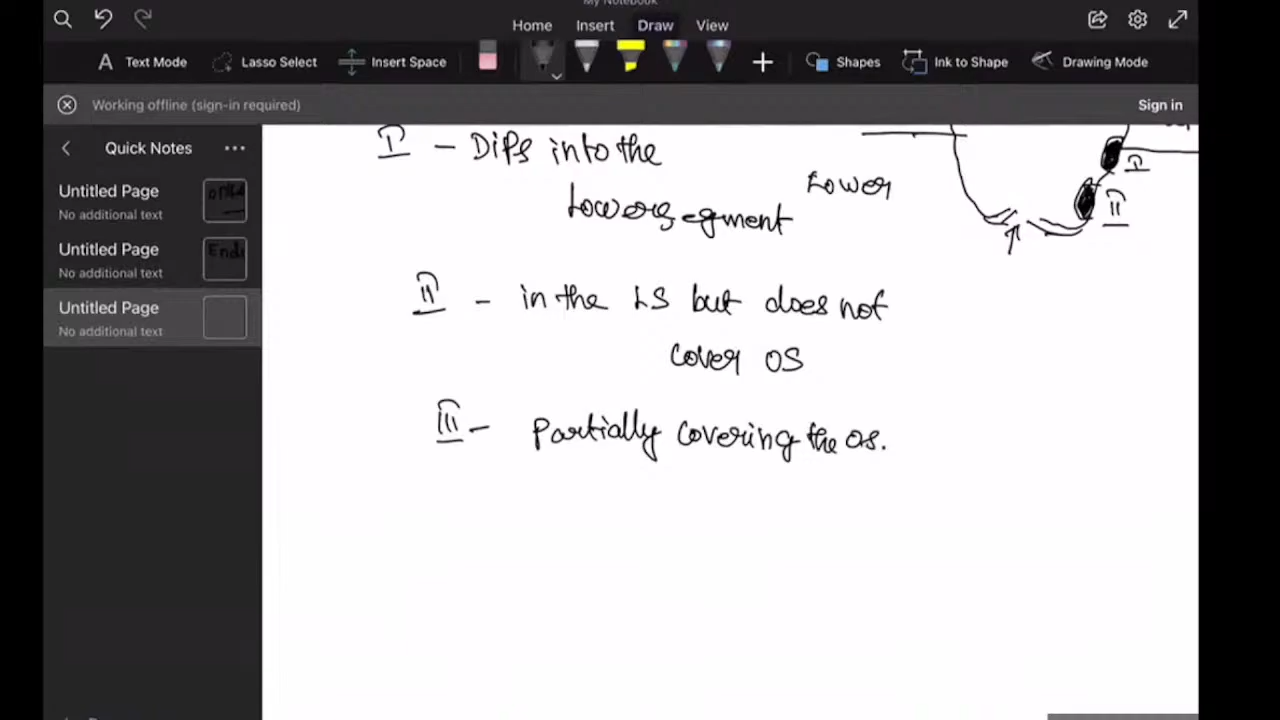 My Notebook
Home Insert Draw View
Text Mode Lasso Select Insert Space Shapes Ink to Shape Drawing Mode
Working offline (sign-in required) Sign in
Quick Notes
Untitled Page
No additional text
Untitled Page
No additional text
Untitled Page
No additional text
I - Dips into the
Lower segment
Lower
I
II
II - in the LS but does not
cover OS
III - Partially covering the OS.